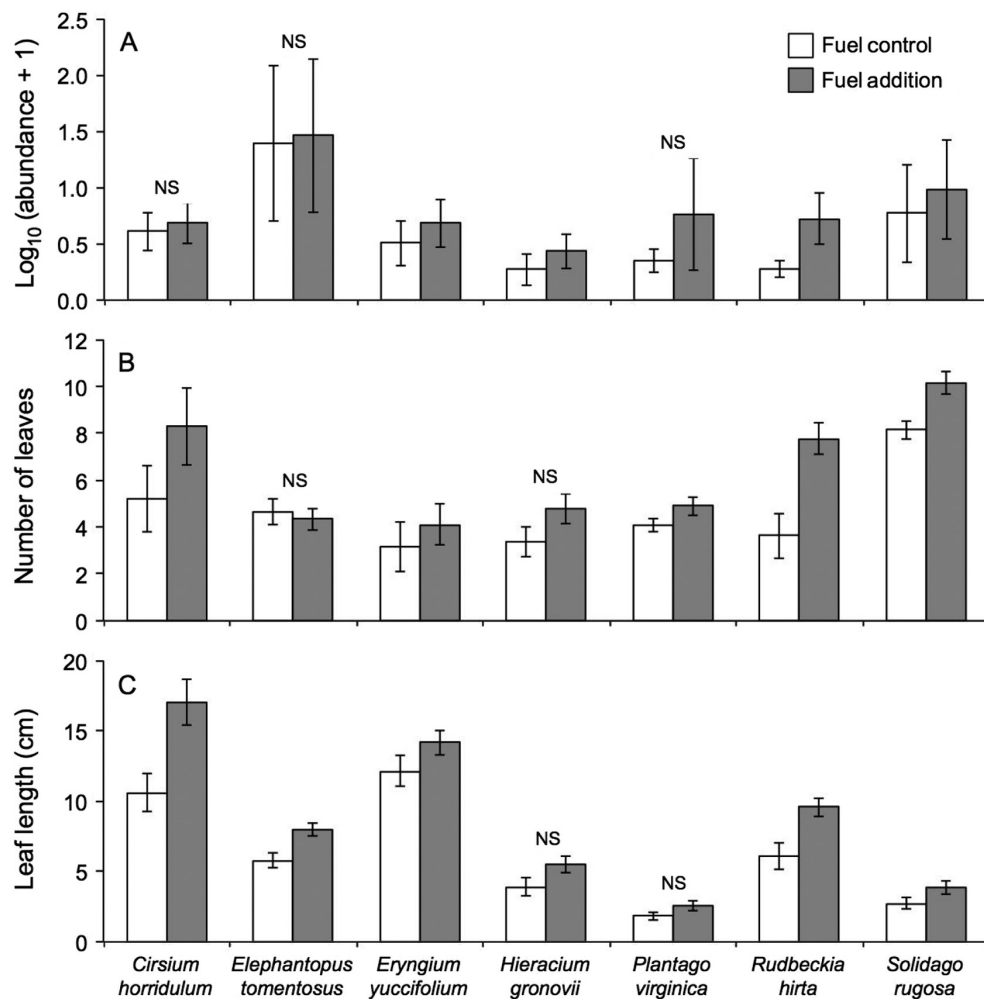 A
NS
NS
NS
Fuel control
Fuel addition
Log₁₀ (abundance + 1)
2.5
2.0
1.5
1.0
0.5
0.0
B
NS
NS
Number of leaves
12
10
8
6
4
2
0
C
NS
NS
Leaf length (cm)
20
15
10
5
0
Cirsium
horridulum
Elephantopus
tomentosus
Eryngium
yuccifolium
Hieracium
gronovii
Plantago
virginica
Rudbeckia
hirta
Solidago
rugosa